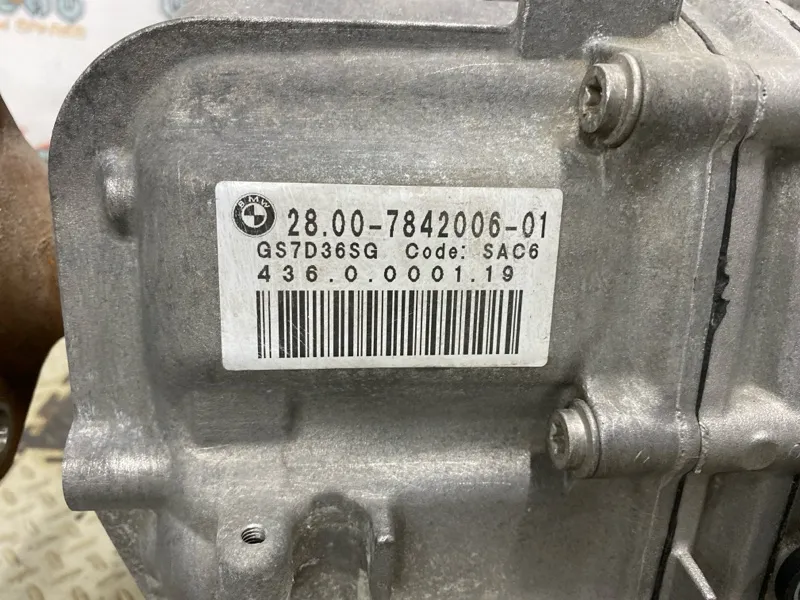 BMW
28.00-7842006-01
GS7D36SG Code: SAC6
436.0.0001.19